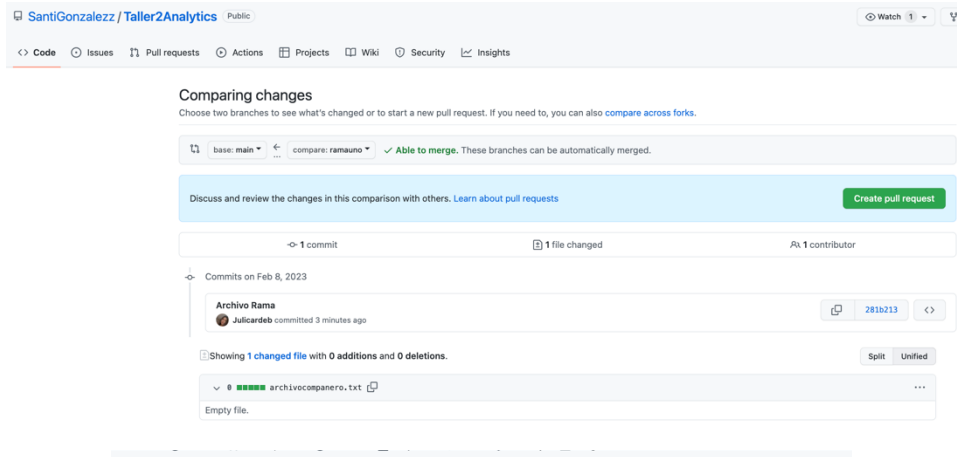 SantiGonzalezz / Taller2Analytics Public Watch 1
Code Issues Pull requests Actions Projects Wiki Security Insights
Comparing changes
Choose two branches to see what's changed or to start a new pull request. If you need to, you can also compare across forks.
base: main ← ... compare: ramauno ✓ Able to merge. These branches can be automatically merged.
Discuss and review the changes in this comparison with others. Learn about pull requests Create pull request
1 commit 1 file changed 1 contributor
Commits on Feb 8, 2023
Archivo Rama
Julicardeb committed 3 minutes ago 281b213 <>
Showing 1 changed file with 0 additions and 0 deletions. Split Unified
0 archivocompanero.txt ...
Empty file.